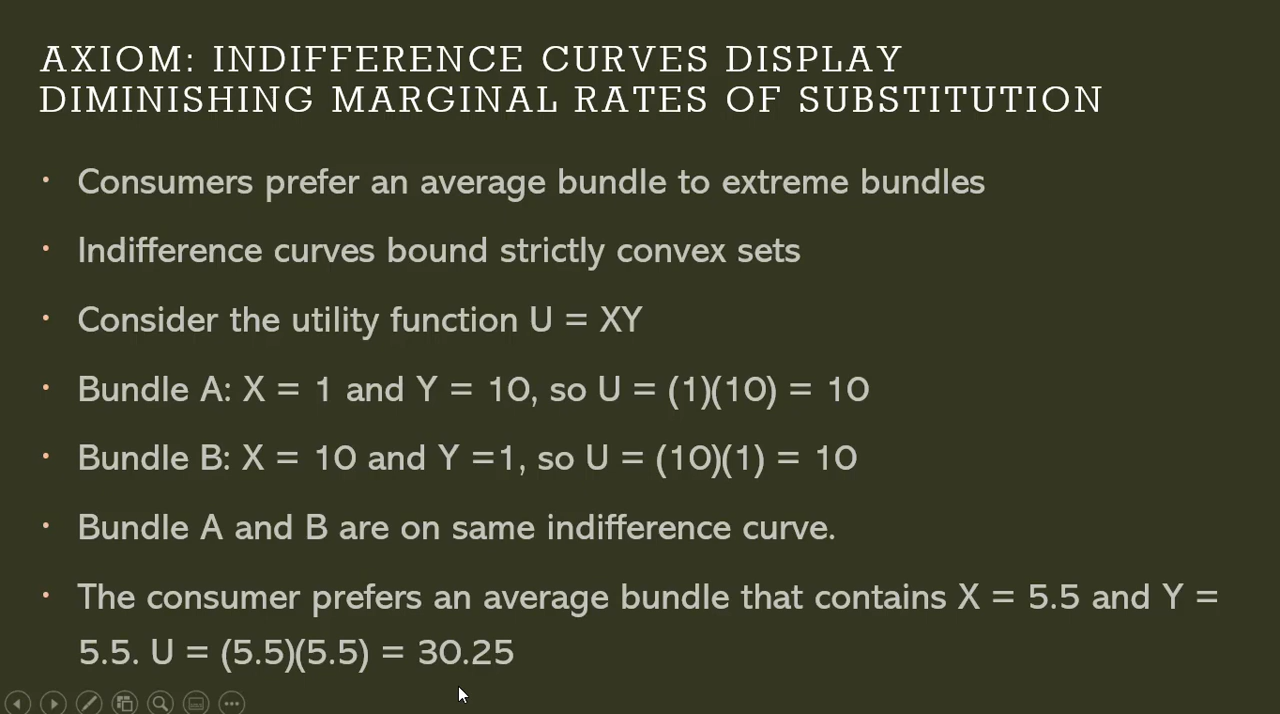 AXIOM: INDIFFERENCE CURVES DISPLAY
DIMINISHING MARGINAL RATES OF SUBSTITUTION
• Consumers prefer an average bundle to extreme bundles
• Indifference curves bound strictly convex sets
• Consider the utility function U = XY
• Bundle A: X = 1 and Y = 10, so U = (1)(10) = 10
• Bundle B: X = 10 and Y =1, so U = (10)(1) = 10
• Bundle A and B are on same indifference curve.
• The consumer prefers an average bundle that contains X = 5.5 and Y =
5.5. U = (5.5)(5.5) = 30.25